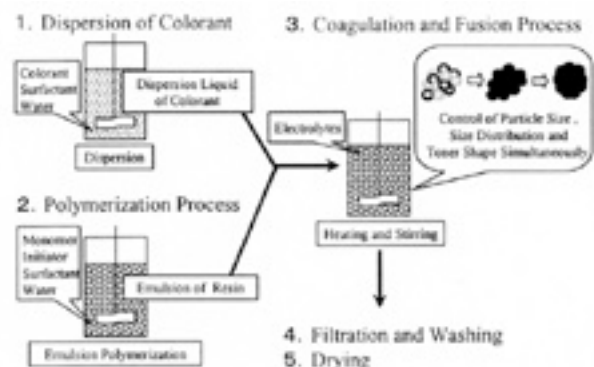 1. Dispersion of Colorant
Colorant
Surfactant
Water
Dispersion Liquid
of Colorant
Dispersion
2. Polymerization Process
Monomer
Initiator
Surfactant
Water
Emulsion of Resin
Emulsion Polymerization
3. Coagulation and Fusion Process
Control of Particle Size,
Size Distribution and
Toner Shape Simultaneously
Electrolytes
Heating and Stirring
4. Filtration and Washing
5. Drying